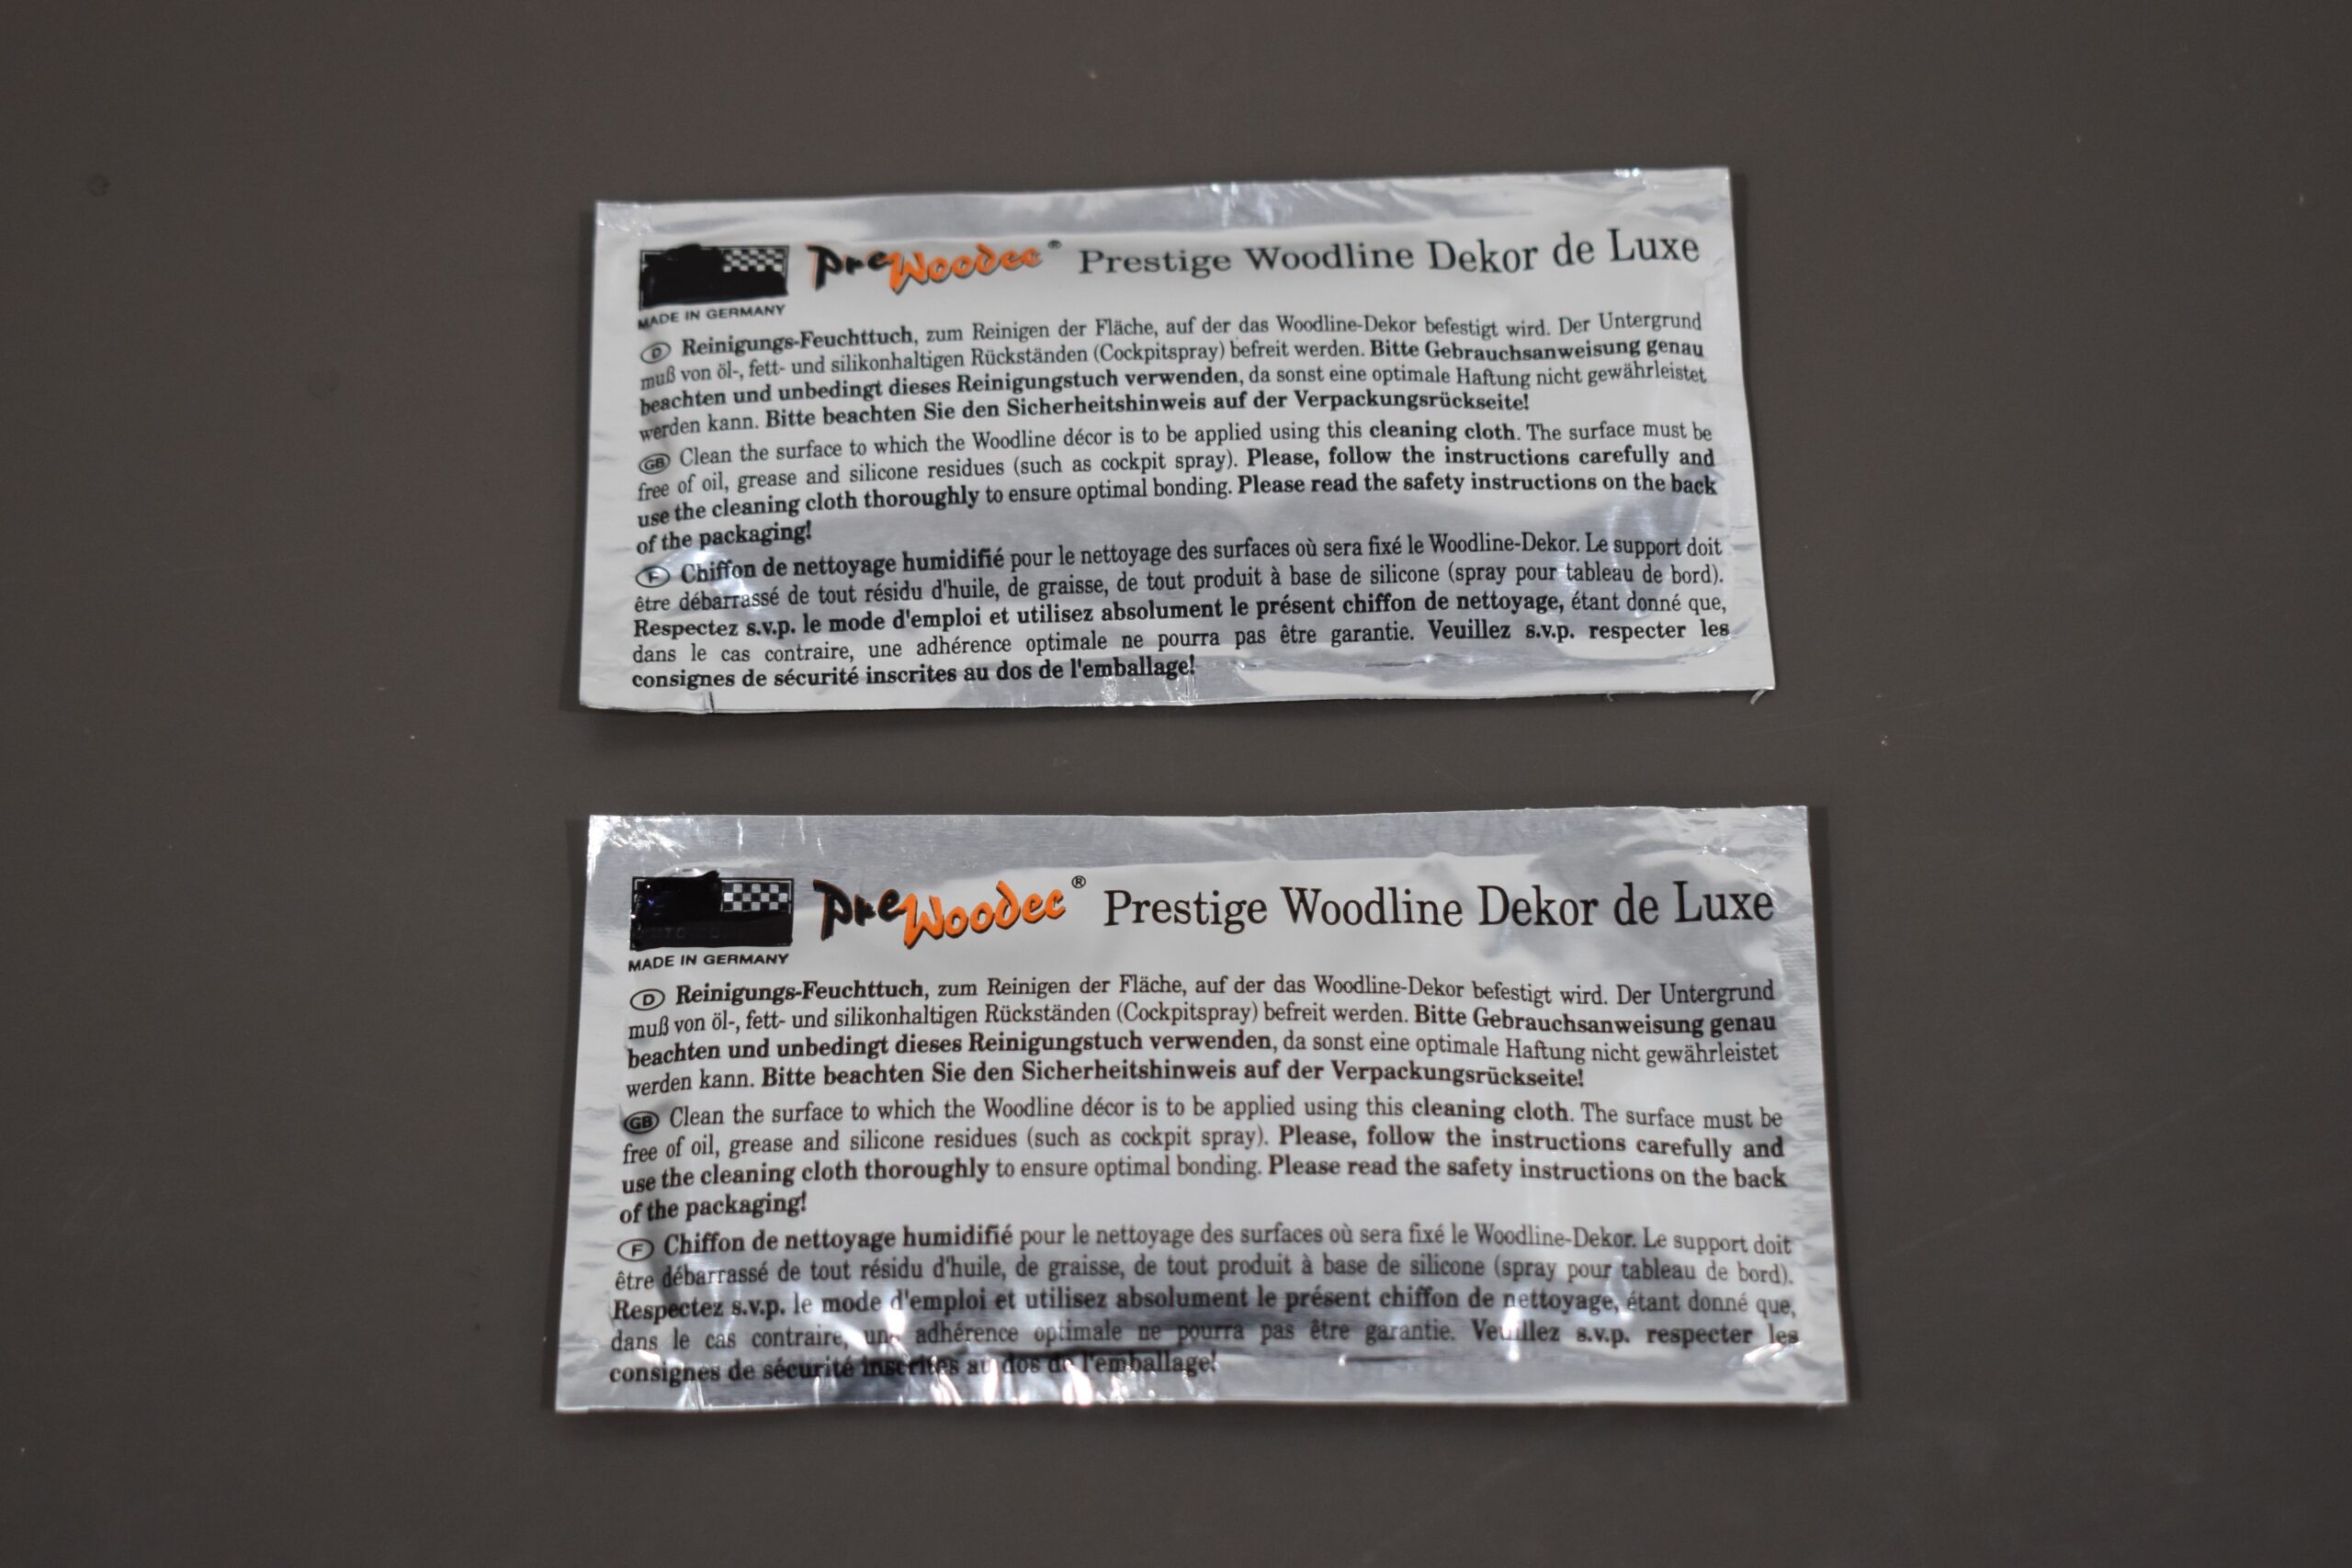 PreWoodec® Prestige Woodline Dekor de Luxe
MADE IN GERMANY
D Reinigungs-Feuchttuch, zum Reinigen der Fläche, auf der das Woodline-Dekor befestigt wird. Der Untergrund
muß von öl-, fett- und silikonhaltigen Rückständen (Cockpitspray) befreit werden. Bitte Gebrauchsanweisung genau
beachten und unbedingt dieses Reinigungstuch verwenden, da sonst eine optimale Haftung nicht gewährleistet
werden kann. Bitte beachten Sie den Sicherheitshinweis auf der Verpackungsrückseite!
GB Clean the surface to which the Woodline décor is to be applied using this cleaning cloth. The surface must be
free of oil, grease and silicone residues (such as cockpit spray). Please, follow the instructions carefully and
use the cleaning cloth thoroughly to ensure optimal bonding. Please read the safety instructions on the back
of the packaging!
F Chiffon de nettoyage humidifié pour le nettoyage des surfaces où sera fixé le Woodline-Dekor. Le support doit
être débarrassé de tout résidu d'huile, de graisse, de tout produit à base de silicone (spray pour tableau de bord).
Respectez s.v.p. le mode d'emploi et utilisez absolument le présent chiffon de nettoyage, étant donné que,
dans le cas contraire, une adhérence optimale ne pourra pas être garantie. Veuillez s.v.p. respecter les
consignes de sécurité inscrites au dos de l'emballage!
PreWoodec® Prestige Woodline Dekor de Luxe
MADE IN GERMANY
D Reinigungs-Feuchttuch, zum Reinigen der Fläche, auf der das Woodline-Dekor befestigt wird. Der Untergrund
muß von öl-, fett- und silikonhaltigen Rückständen (Cockpitspray) befreit werden. Bitte Gebrauchsanweisung genau
beachten und unbedingt dieses Reinigungstuch verwenden, da sonst eine optimale Haftung nicht gewährleistet
werden kann. Bitte beachten Sie den Sicherheitshinweis auf der Verpackungsrückseite!
GB Clean the surface to which the Woodline décor is to be applied using this cleaning cloth. The surface must be
free of oil, grease and silicone residues (such as cockpit spray). Please, follow the instructions carefully and
use the cleaning cloth thoroughly to ensure optimal bonding. Please read the safety instructions on the back
of the packaging!
F Chiffon de nettoyage humidifié pour le nettoyage des surfaces où sera fixé le Woodline-Dekor. Le support doit
être débarrassé de tout résidu d'huile, de graisse, de tout produit à base de silicone (spray pour tableau de bord).
Respectez s.v.p. le mode d'emploi et utilisez absolument le présent chiffon de nettoyage, étant donné que,
dans le cas contraire, une adhérence optimale ne pourra pas être garantie. Veuillez s.v.p. respecter les
consignes de sécurité inscrites au dos de l'emballage!